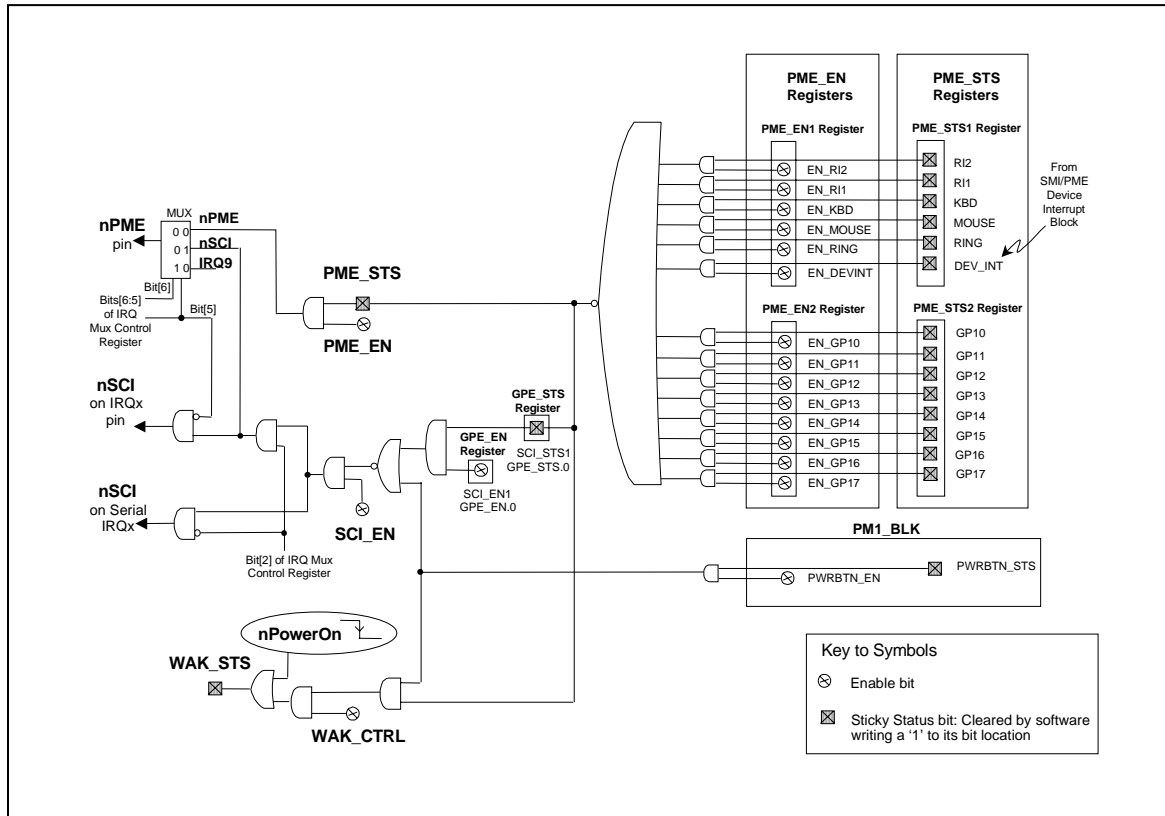 PME_EN
Registers
PME_STS
Registers
PME_EN1 Register
PME_STS1 Register
EN_RI2
EN_RI1
EN_KBD
EN_MOUSE
EN_RING
EN_DEVINT
RI2
RI1
KBD
MOUSE
RING
DEV_INT
From
SMI/PME
Device
Interrupt
Block
MUX
nPME
pin
0 0
0 1
1 0
nPME
nSCI
IRQ9
Bit[6]
Bits[6:5]
of IRQ
Mux Control
Register
Bit[5]
PME_STS
PME_EN
PME_EN2 Register
PME_STS2 Register
EN_GP10
EN_GP11
EN_GP12
EN_GP13
EN_GP14
EN_GP15
EN_GP16
EN_GP17
GP10
GP11
GP12
GP13
GP14
GP15
GP16
GP17
nSCI
on IRQx
pin
GPE_STS
Register
SCI_STS1
GPE_STS.0
GPE_EN
Register
SCI_EN1
GPE_EN.0
nSCI
on Serial
IRQx
SCI_EN
Bit[2] of IRQ Mux
Control Register
PM1_BLK
PWRBTN_EN
PWRBTN_STS
nPowerOn
WAK_STS
WAK_CTRL
Key to Symbols
Enable bit
Sticky Status bit: Cleared by software
writing a ‘1’ to its bit location